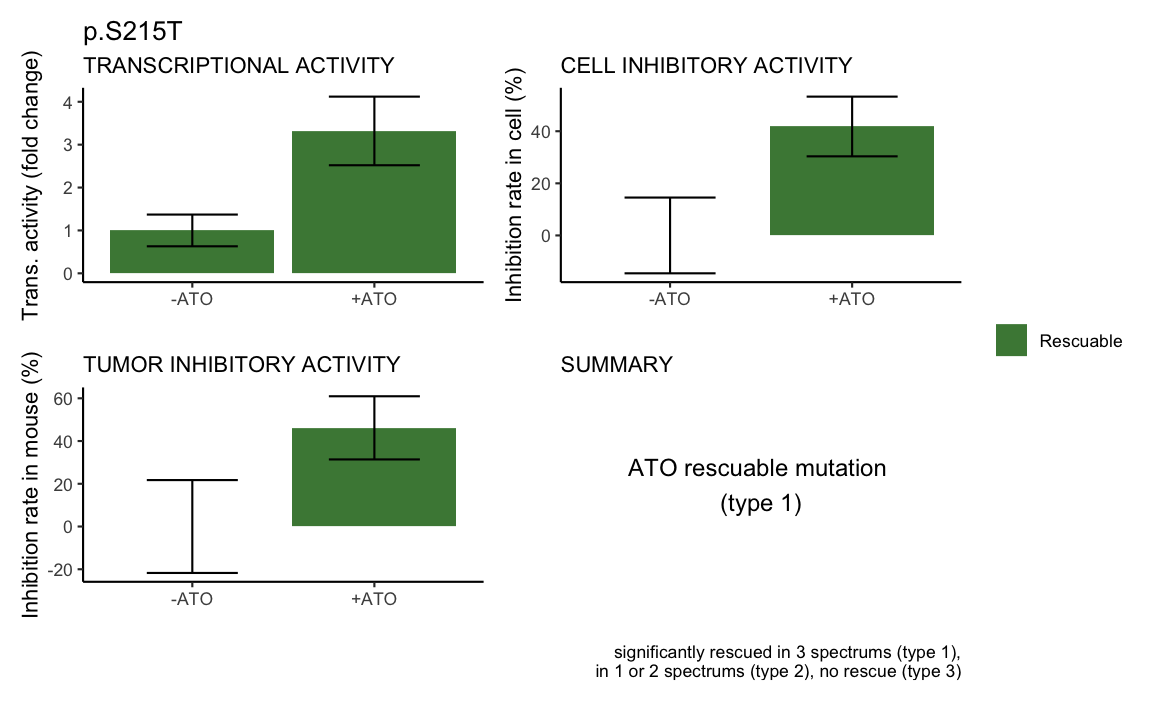 p.S215T
TRANSCRIPTIONAL ACTIVITY
Trans. activity (fold change)
4
3
2
1
0
-ATO
+ATO
CELL INHIBITORY ACTIVITY
Inhibition rate in cell (%)
40
20
0
-ATO
+ATO
Rescuable
TUMOR INHIBITORY ACTIVITY
Inhibition rate in mouse (%)
60
40
20
0
-20
-ATO
+ATO
SUMMARY
ATO rescuable mutation
(type 1)
significantly rescued in 3 spectrums (type 1),
in 1 or 2 spectrums (type 2), no rescue (type 3)